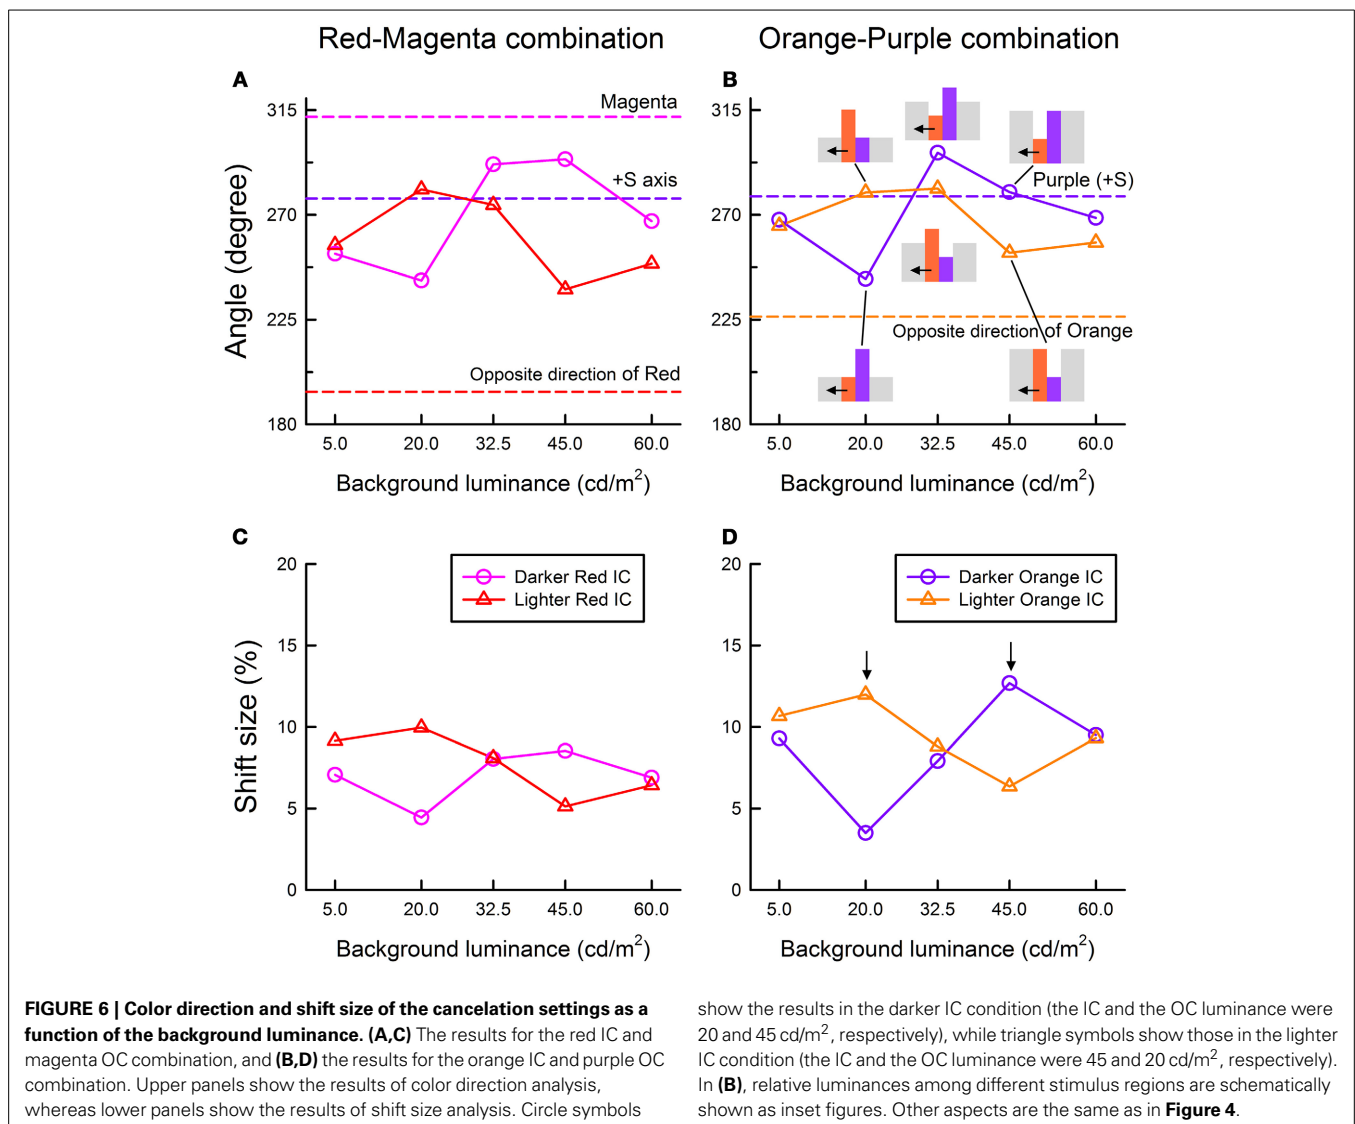 Red-Magenta combination
Orange-Purple combination
A
315
270
225
180
Angle (degree)
Magenta
+S axis
Opposite direction of Red
5.0 20.0 32.5 45.0 60.0
Background luminance (cd/m²)
B
315
270
225
180
Purple (+S)
Opposite direction of Orange
5.0 20.0 32.5 45.0 60.0
Background luminance (cd/m²)
C
20
15
10
5
0
Shift size (%)
Darker Red IC
Lighter Red IC
5.0 20.0 32.5 45.0 60.0
Background luminance (cd/m²)
D
20
15
10
5
0
Darker Orange IC
Lighter Orange IC
5.0 20.0 32.5 45.0 60.0
Background luminance (cd/m²)
FIGURE 6 | Color direction and shift size of the cancelation settings as a
function of the background luminance. (A,C) The results for the red IC and
magenta OC combination, and (B,D) the results for the orange IC and purple OC
combination. Upper panels show the results of color direction analysis,
whereas lower panels show the results of shift size analysis. Circle symbols
show the results in the darker IC condition (the IC and the OC luminance were
20 and 45 cd/m², respectively), while triangle symbols show those in the lighter
IC condition (the IC and the OC luminance were 45 and 20 cd/m², respectively).
In (B), relative luminances among different stimulus regions are schematically
shown as inset figures. Other aspects are the same as in Figure 4.